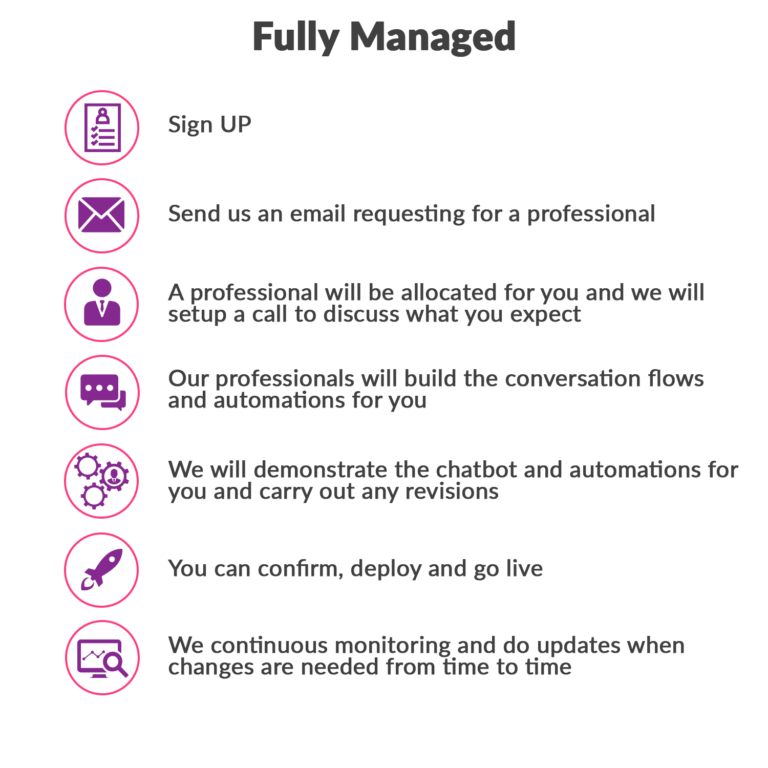 Fully Managed
Sign UP
Send us an email requesting for a professional
A professional will be allocated for you and we will
setup a call to discuss what you expect
Our professionals will build the conversation flows
and automations for you
We will demonstrate the chatbot and automations for
you and carry out any revisions
You can confirm, deploy and go live
We continuous monitoring and do updates when
changes are needed from time to time